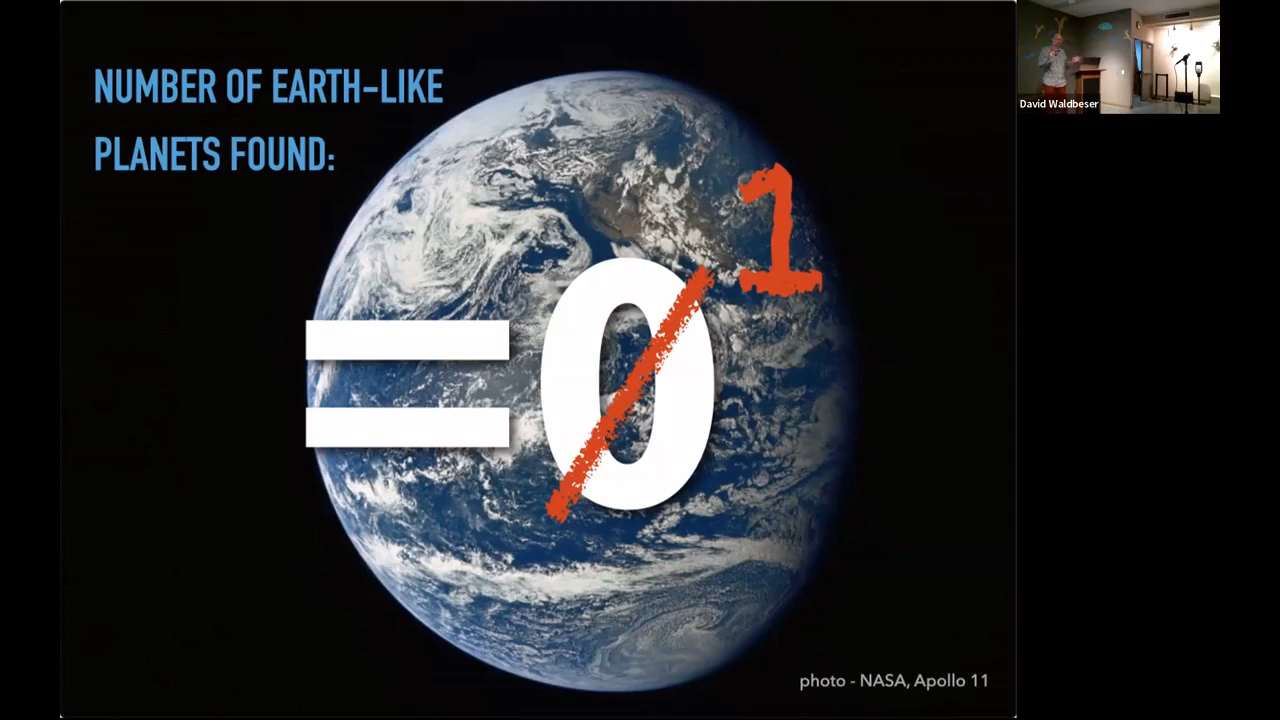 NUMBER OF EARTH-LIKE
PLANETS FOUND:
=0
1
photo - NASA, Apollo 11
David Waldbeser